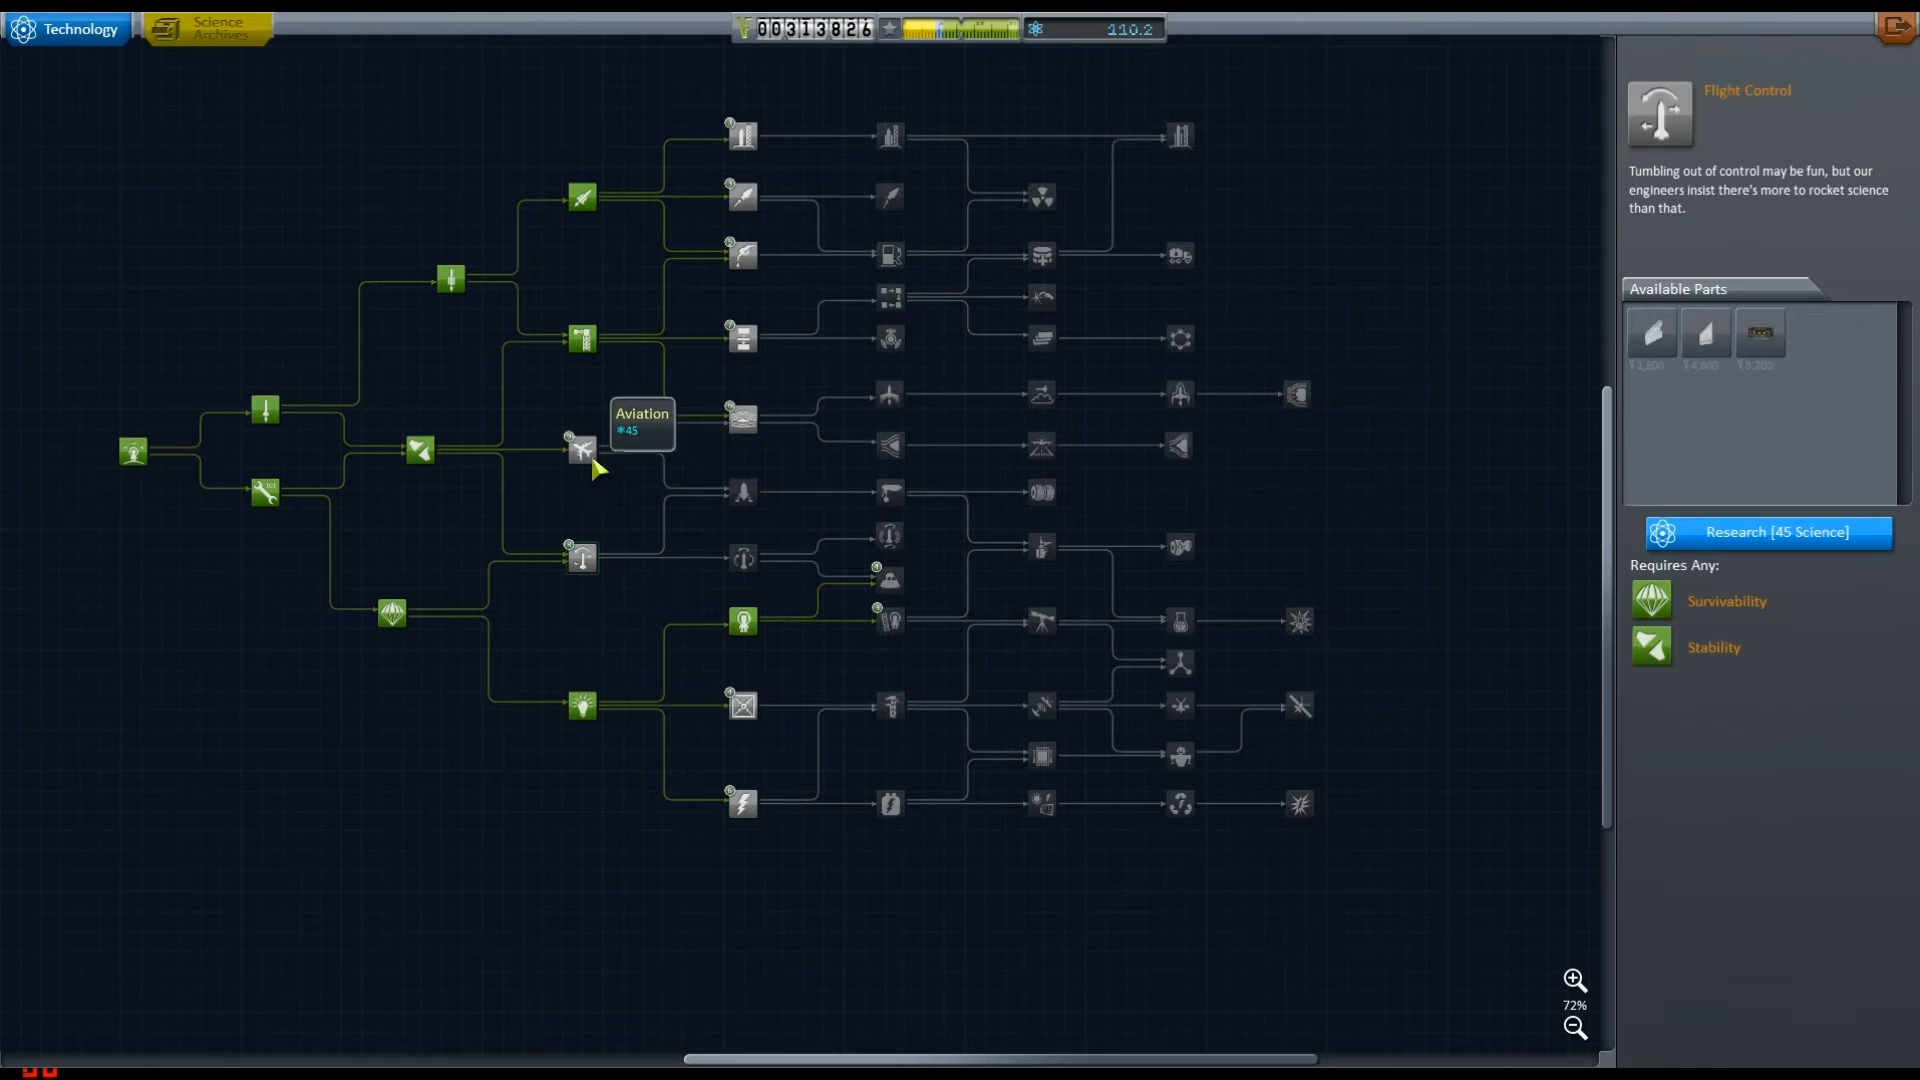 Technology
Science
Archives
00313826
110.2
Flight Control
Tumbling out of control may be fun, but our
engineers insist there's more to rocket science
than that.
Available Parts
Research [45 Science]
Requires Any:
Survivability
Stability
Aviation
45
72%